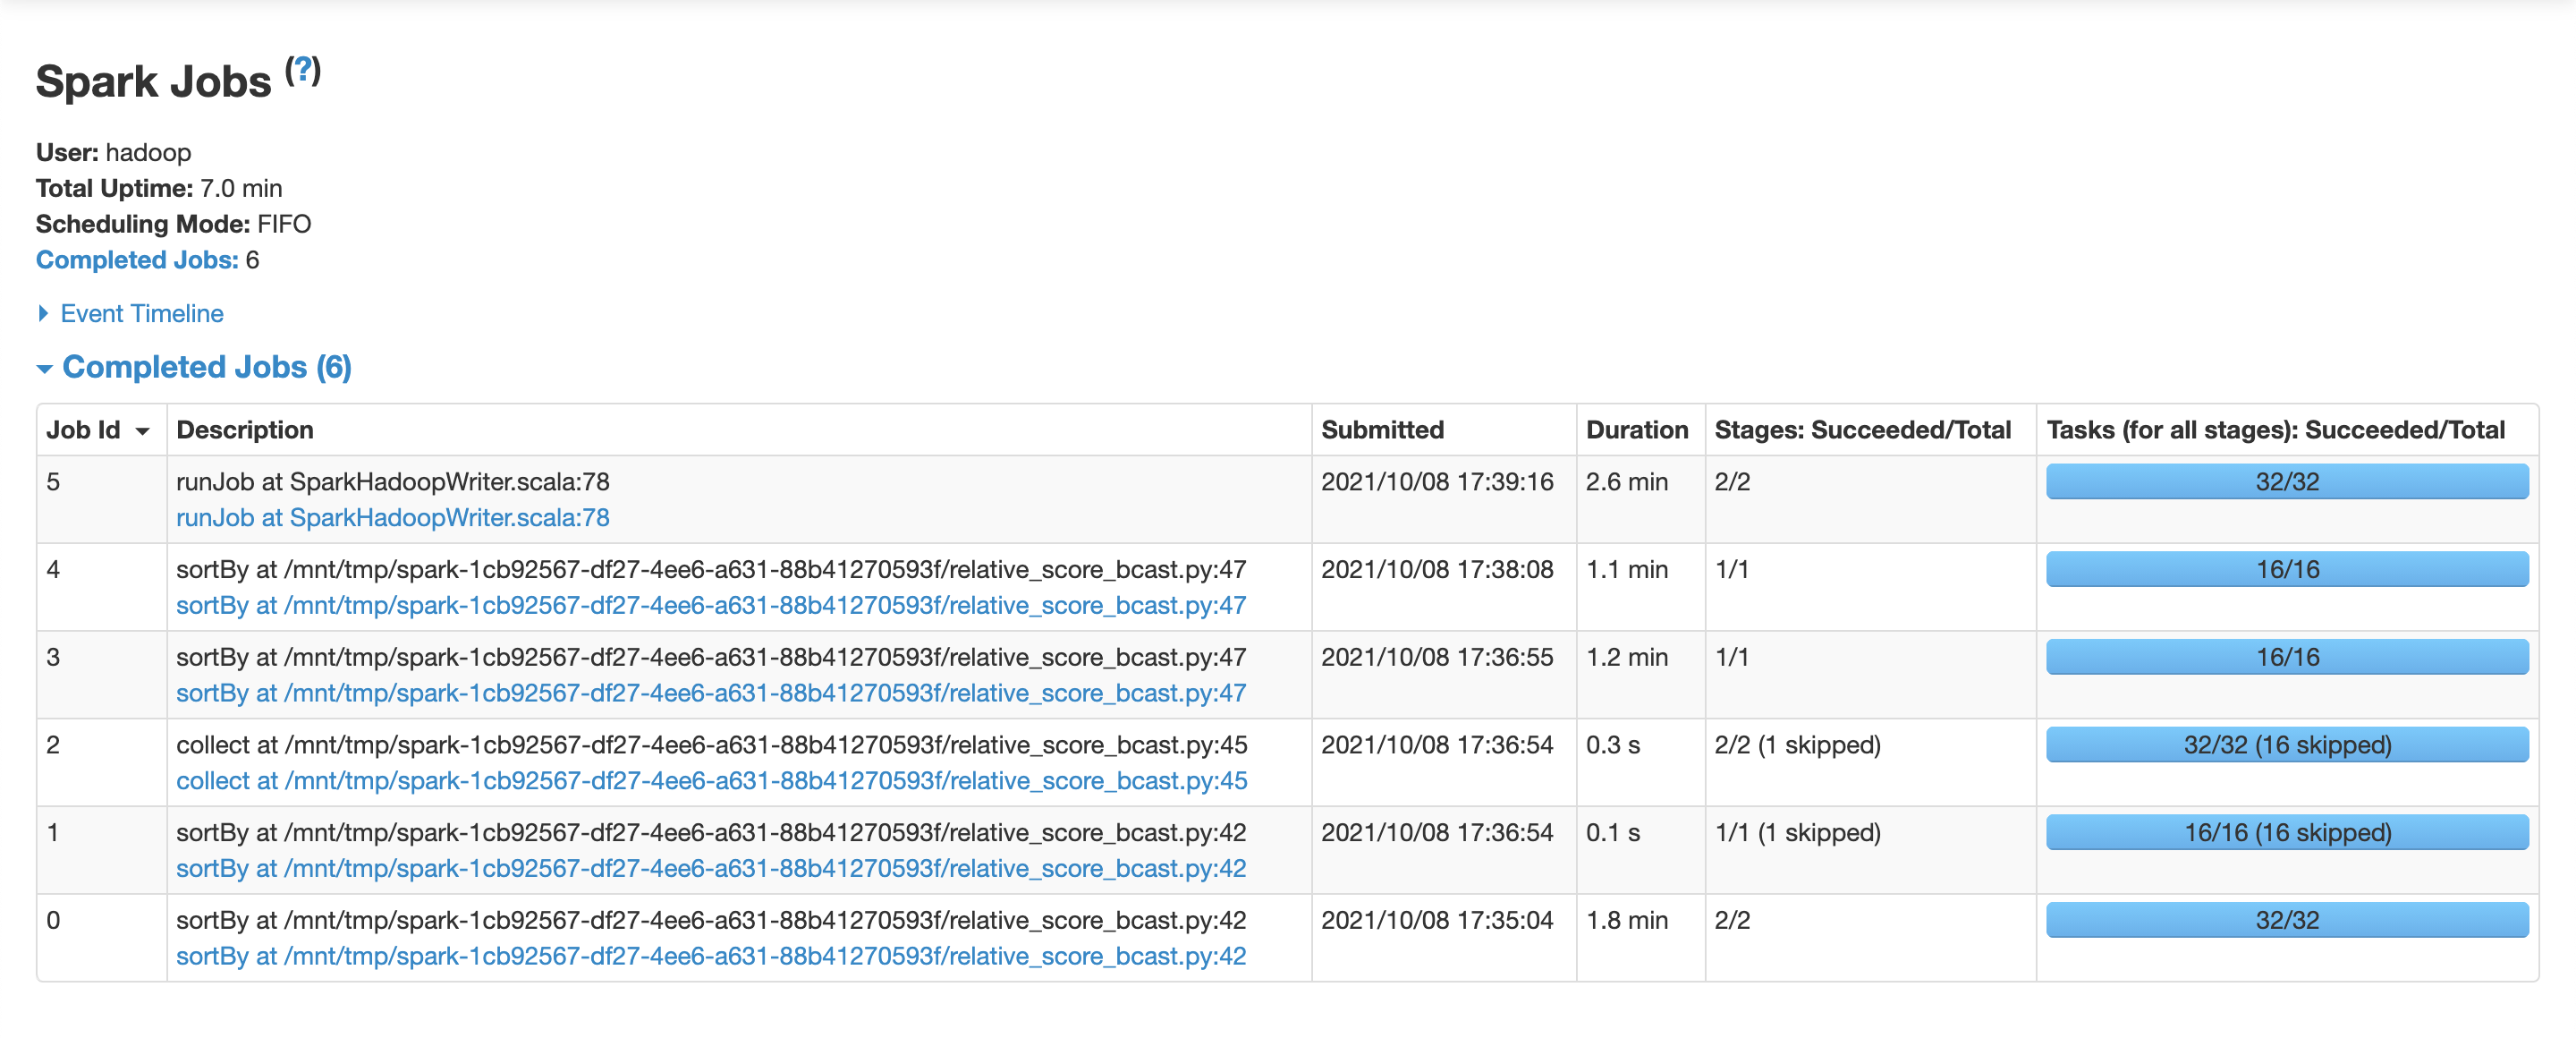 Spark Jobs (?)
User: hadoop
Total Uptime: 7.0 min
Scheduling Mode: FIFO
Completed Jobs: 6
Event Timeline
Completed Jobs (6)
Job Id Description Submitted Duration Stages: Succeeded/Total Tasks (for all stages): Succeeded/Total
5 runJob at SparkHadoopWriter.scala:78 2021/10/08 17:39:16 2.6 min 2/2 32/32
runJob at SparkHadoopWriter.scala:78
4 sortBy at /mnt/tmp/spark-1cb92567-df27-4ee6-a631-88b41270593f/relative_score_bcast.py:47 2021/10/08 17:38:08 1.1 min 1/1 16/16
sortBy at /mnt/tmp/spark-1cb92567-df27-4ee6-a631-88b41270593f/relative_score_bcast.py:47
3 sortBy at /mnt/tmp/spark-1cb92567-df27-4ee6-a631-88b41270593f/relative_score_bcast.py:47 2021/10/08 17:36:55 1.2 min 1/1 16/16
sortBy at /mnt/tmp/spark-1cb92567-df27-4ee6-a631-88b41270593f/relative_score_bcast.py:47
2 collect at /mnt/tmp/spark-1cb92567-df27-4ee6-a631-88b41270593f/relative_score_bcast.py:45 2021/10/08 17:36:54 0.3 s 2/2 (1 skipped) 32/32 (16 skipped)
collect at /mnt/tmp/spark-1cb92567-df27-4ee6-a631-88b41270593f/relative_score_bcast.py:45
1 sortBy at /mnt/tmp/spark-1cb92567-df27-4ee6-a631-88b41270593f/relative_score_bcast.py:42 2021/10/08 17:36:54 0.1 s 1/1 (1 skipped) 16/16 (16 skipped)
sortBy at /mnt/tmp/spark-1cb92567-df27-4ee6-a631-88b41270593f/relative_score_bcast.py:42
0 sortBy at /mnt/tmp/spark-1cb92567-df27-4ee6-a631-88b41270593f/relative_score_bcast.py:42 2021/10/08 17:35:04 1.8 min 2/2 32/32
sortBy at /mnt/tmp/spark-1cb92567-df27-4ee6-a631-88b41270593f/relative_score_bcast.py:42